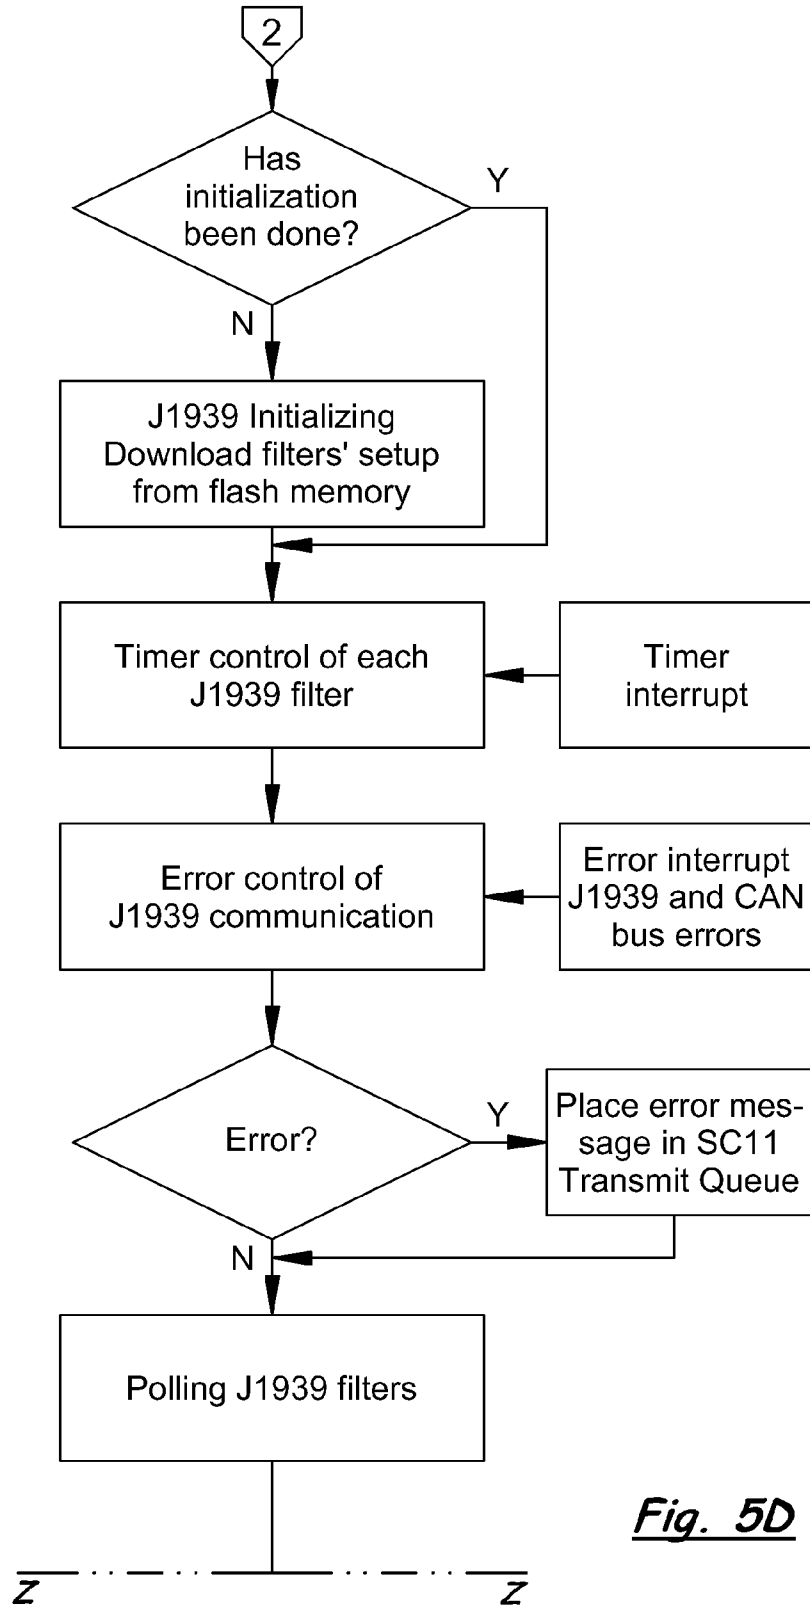 2
Has
initialization
been done?
Y
N
J1939 Initializing
Download filters' setup
from flash memory
Timer control of each
J1939 filter
Timer
interrupt
Error control of
J1939 communication
Error interrupt
J1939 and CAN
bus errors
Error?
Y
Place error mes-
sage in SC11
Transmit Queue
N
Polling J1939 filters
Fig. 5D
Z
Z